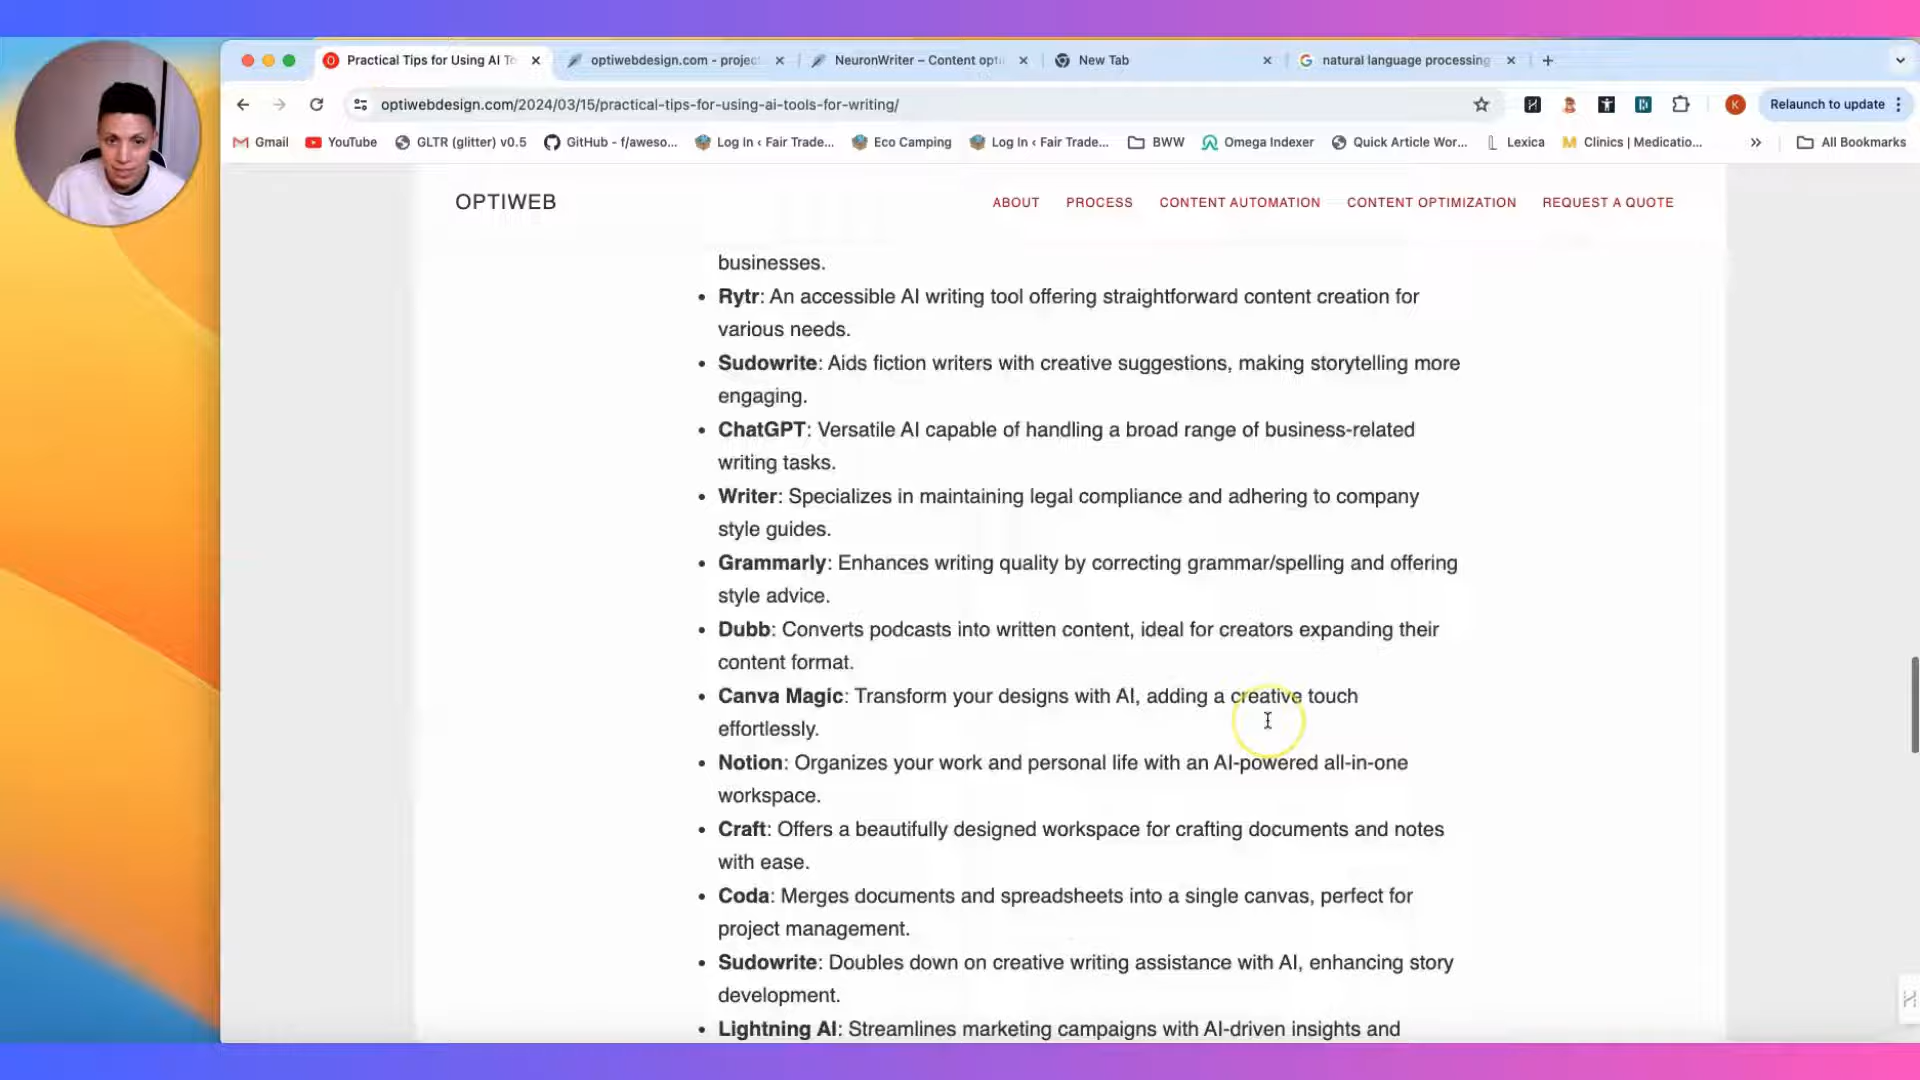 Practical Tips for Using AI To
optiwebdesign.com - projec
NeuronWriter – Content opti
New Tab
natural language processing
optiwebdesign.com/2024/03/15/practical-tips-for-using-ai-tools-for-writing/
K
Relaunch to update
Gmail
YouTube
GLTR (glitter) v0.5
GitHub - f/aweso...
Log In ‹ Fair Trade...
Eco Camping
Log In ‹ Fair Trade...
BWW
Omega Indexer
Quick Article Wor...
Lexica
Clinics | Medicatio...
All Bookmarks
OPTIWEB
ABOUT
PROCESS
CONTENT AUTOMATION
CONTENT OPTIMIZATION
REQUEST A QUOTE
businesses.
• Rytr: An accessible AI writing tool offering straightforward content creation for
various needs.
• Sudowrite: Aids fiction writers with creative suggestions, making storytelling more
engaging.
• ChatGPT: Versatile AI capable of handling a broad range of business-related
writing tasks.
• Writer: Specializes in maintaining legal compliance and adhering to company
style guides.
• Grammarly: Enhances writing quality by correcting grammar/spelling and offering
style advice.
• Dubb: Converts podcasts into written content, ideal for creators expanding their
content format.
• Canva Magic: Transform your designs with AI, adding a creative touch
effortlessly.
• Notion: Organizes your work and personal life with an AI-powered all-in-one
workspace.
• Craft: Offers a beautifully designed workspace for crafting documents and notes
with ease.
• Coda: Merges documents and spreadsheets into a single canvas, perfect for
project management.
• Sudowrite: Doubles down on creative writing assistance with AI, enhancing story
development.
• Lightning AI: Streamlines marketing campaigns with AI-driven insights and